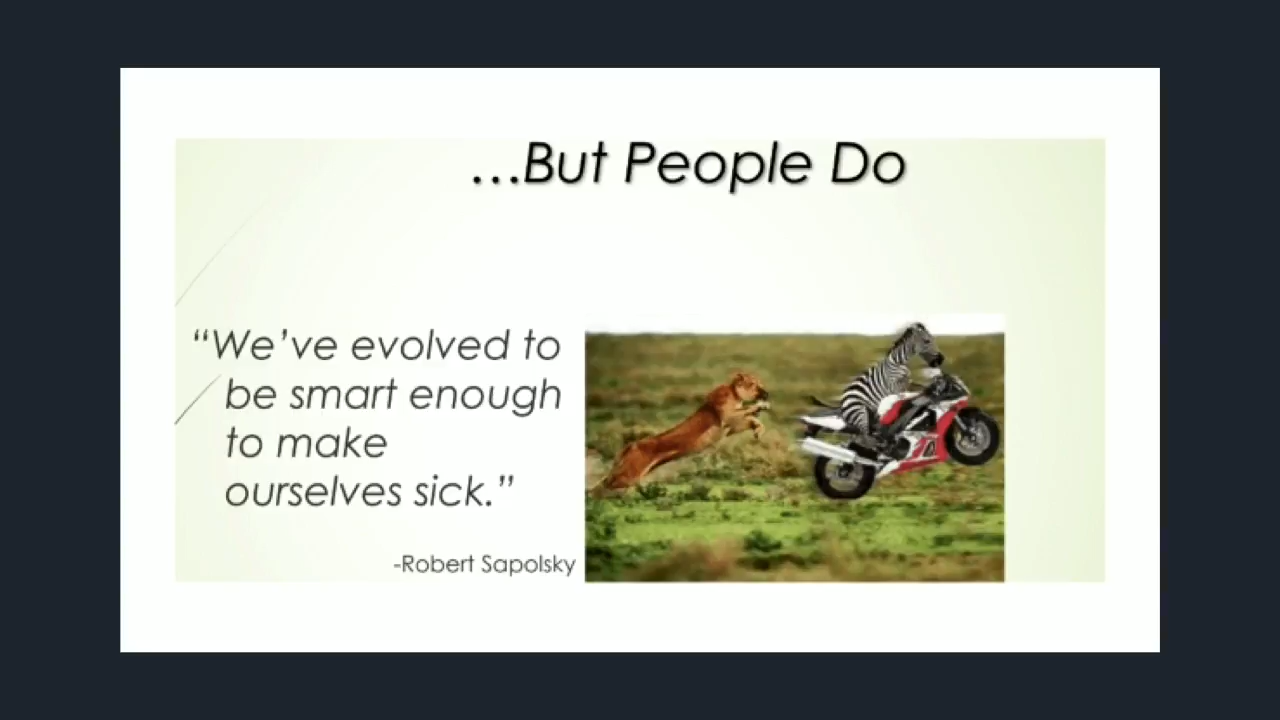 …But People Do
“We’ve evolved to
be smart enough
to make
ourselves sick.”
-Robert Sapolsky